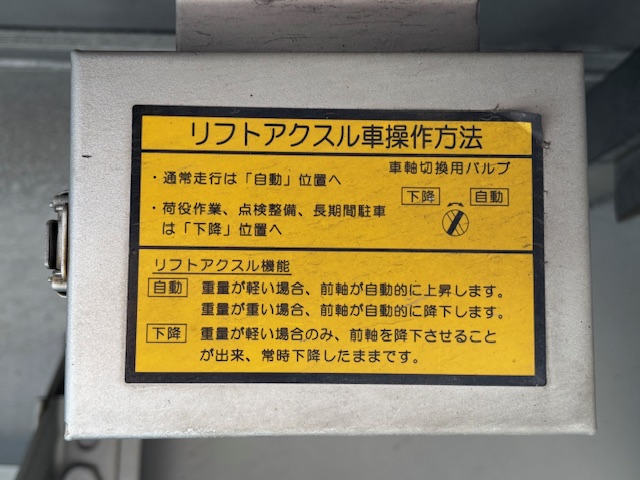 リフトアクスル車操作方法
車軸切換用バルブ
・通常走行は「自動」位置へ
下降 自動
・荷役作業、点検整備、長期間駐車
は「下降」位置へ
リフトアクスル機能
自動 重量が軽い場合、前軸が自動的に上昇します。
重量が重い場合、前軸が自動的に降下します。
下降 重量が軽い場合のみ、前軸を降下させること
が出来、常時下降したままです。